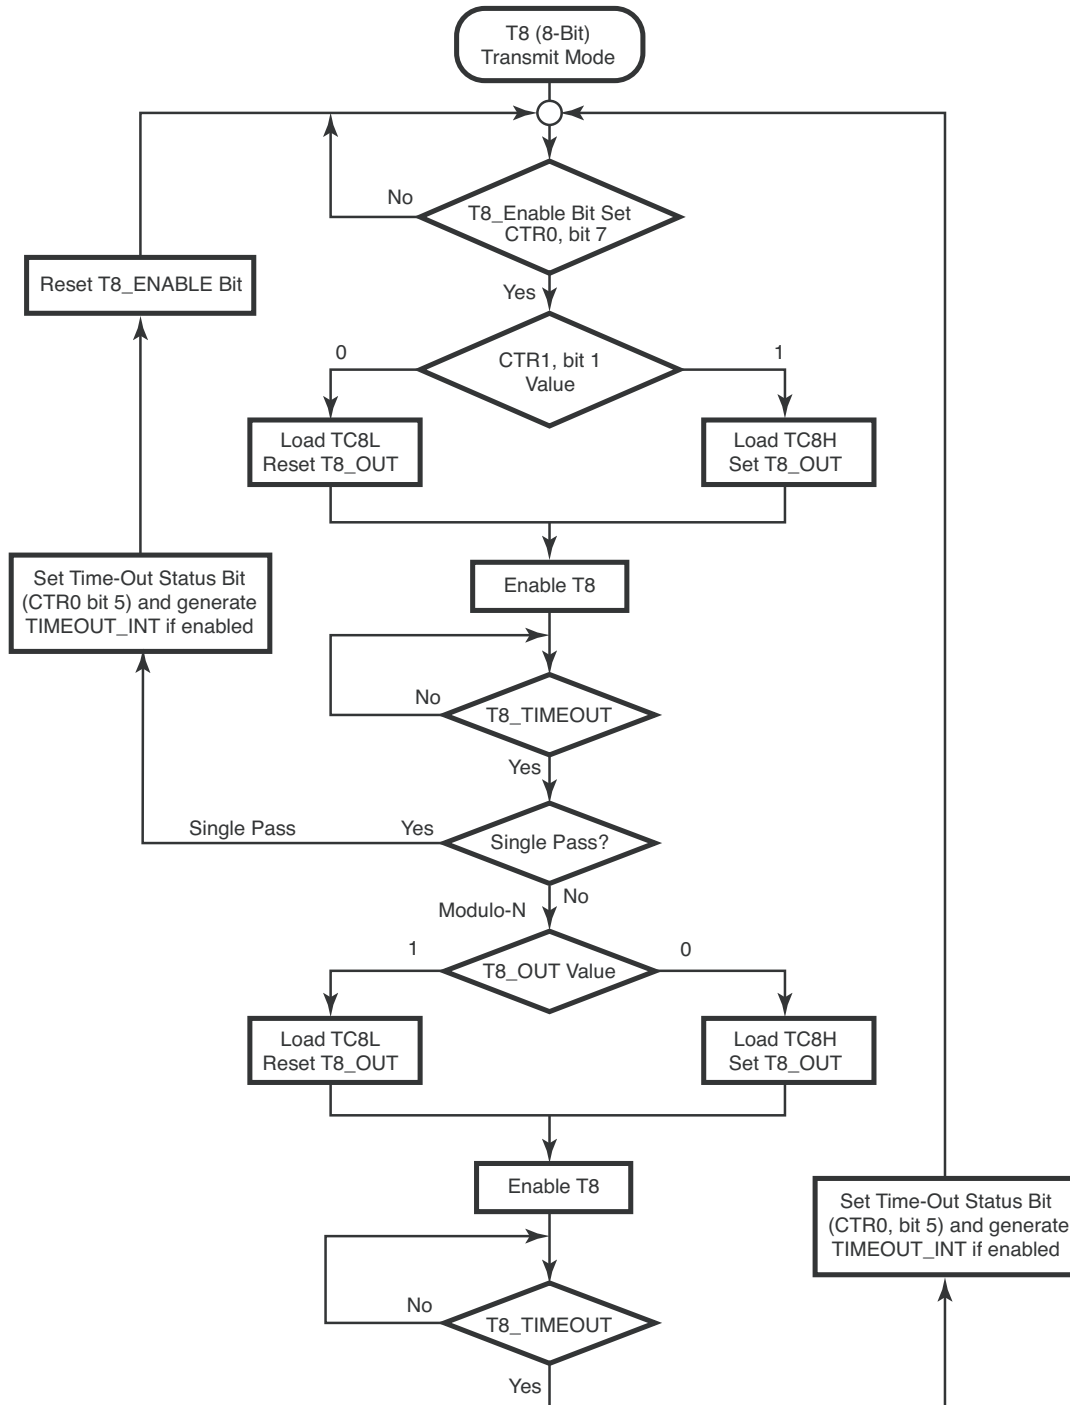 T8 (8-Bit)
Transmit Mode
No
T8_Enable Bit Set
CTR0, bit 7
Reset T8_ENABLE Bit
Yes
0
CTR1, bit 1
Value
1
Load TC8L
Reset T8_OUT
Load TC8H
Set T8_OUT
Set Time-Out Status Bit
(CTR0 bit 5) and generate
TIMEOUT_INT if enabled
Enable T8
No
T8_TIMEOUT
Yes
Single Pass
Yes
Single Pass?
No
Modulo-N
1
T8_OUT Value
0
Load TC8L
Reset T8_OUT
Load TC8H
Set T8_OUT
Enable T8
Set Time-Out Status Bit
(CTR0, bit 5) and generate
TIMEOUT_INT if enabled
No
T8_TIMEOUT
Yes